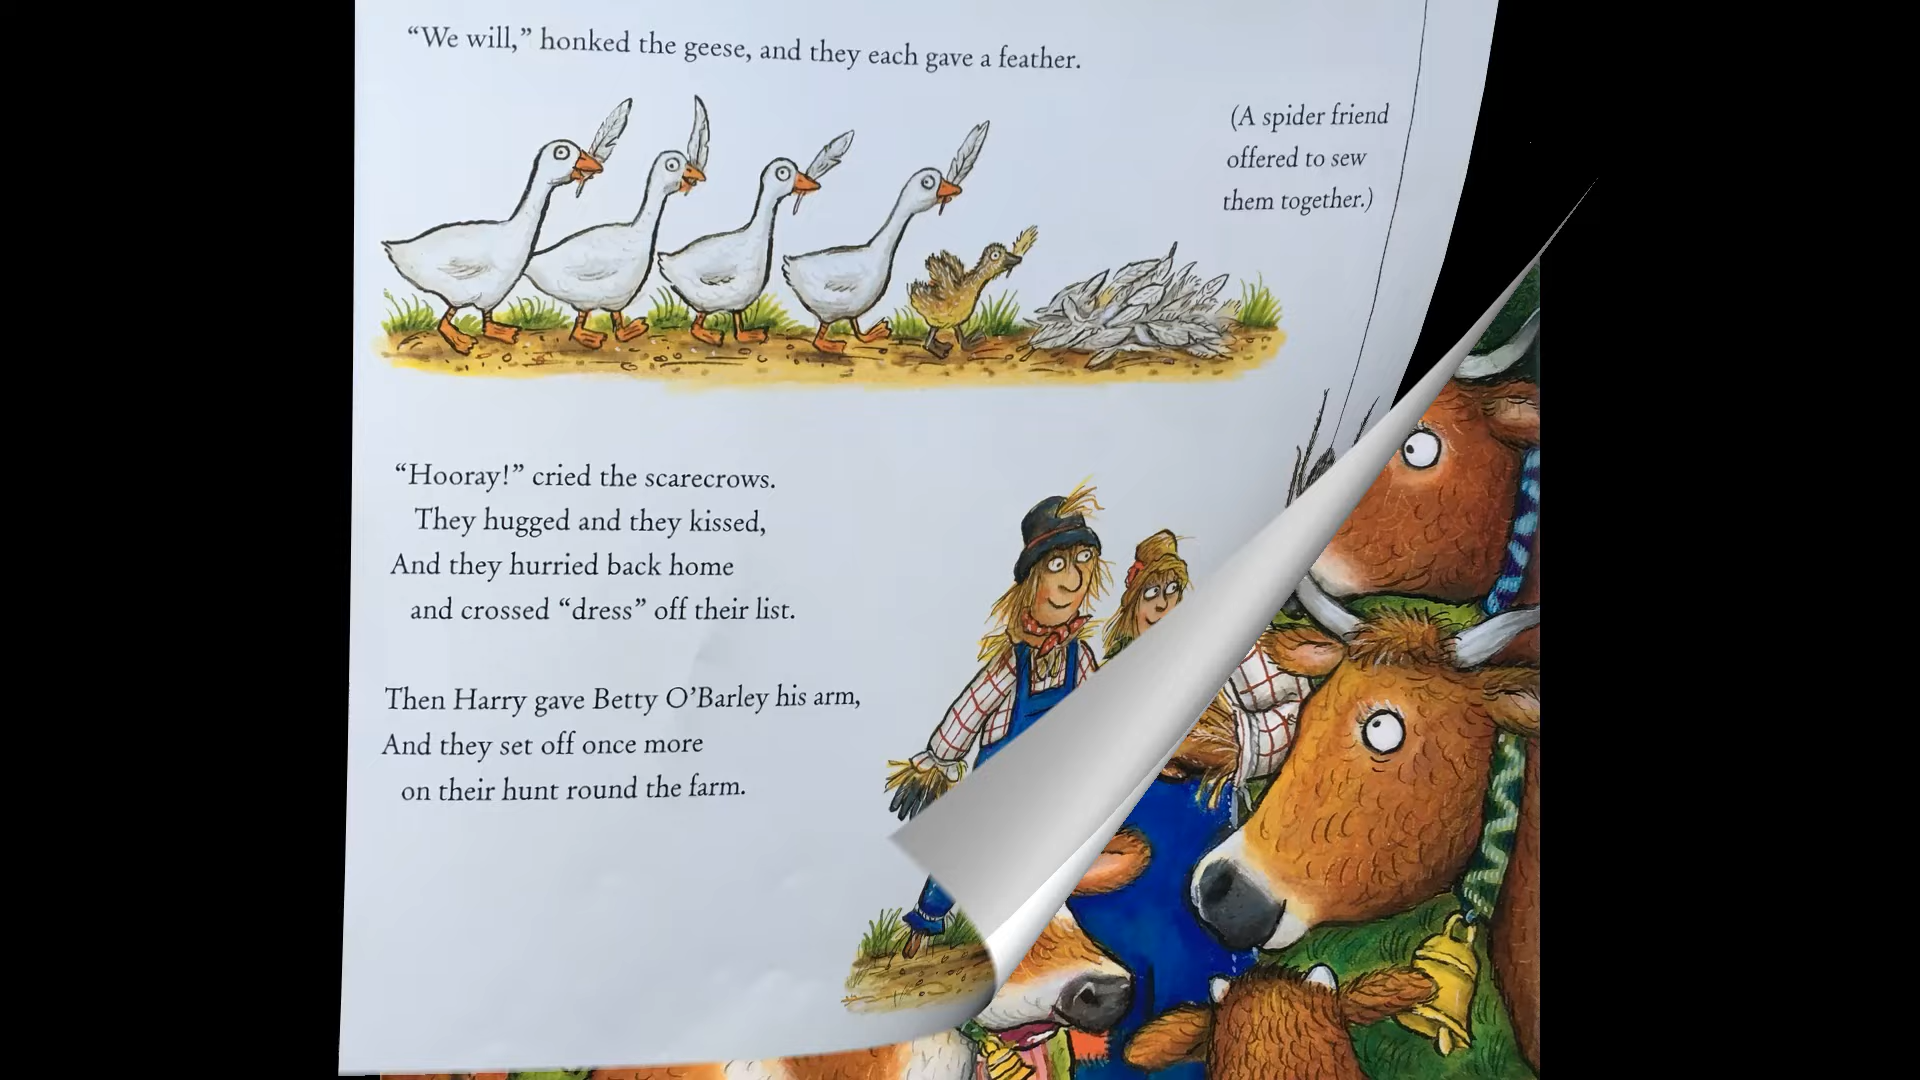 “We will,” honked the geese, and they each gave a feather.
(A spider friend
offered to sew
them together.)
“Hooray!” cried the scarecrows.
They hugged and they kissed,
And they hurried back home
and crossed “dress” off their list.
Then Harry gave Betty O’Barley his arm,
And they set off once more
on their hunt round the farm.